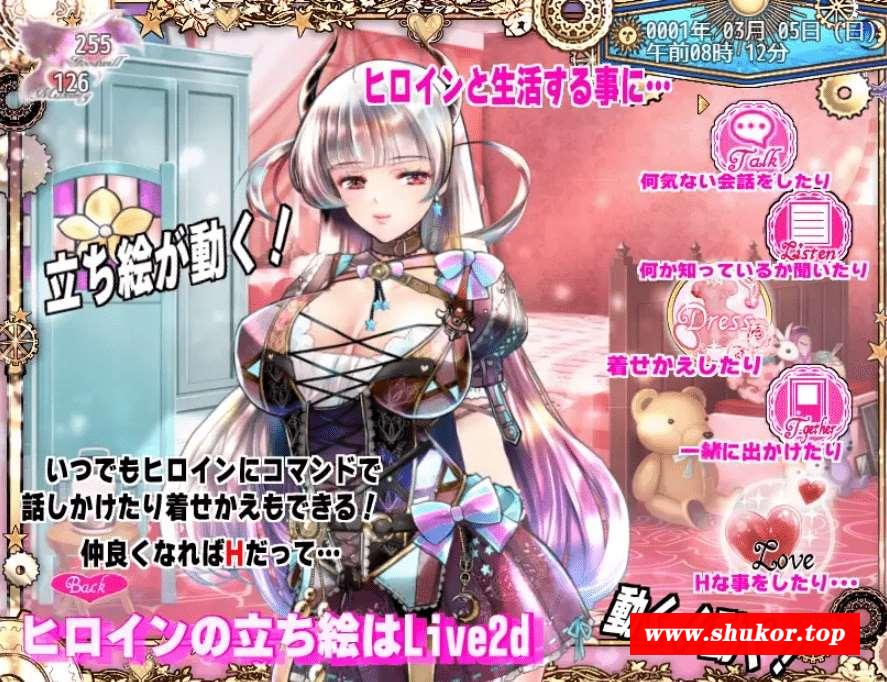 255
126
0001年 03月 05日（日）
午前08時 12分
ヒロインと生活する事に…
Talk
何気ない会話をしたり
立ち絵が動く！
Listen
何か知っているか聞いたり
Dress
着せかえしたり
Together
一緒に出かけたり
いつでもヒロインにコマンドで
話しかけたり着せかえもできる！
仲良くなればHだって…
Love
Hな事をしたり…
Back
ヒロインの立ち絵はLive2d
動く
www.shukor.top